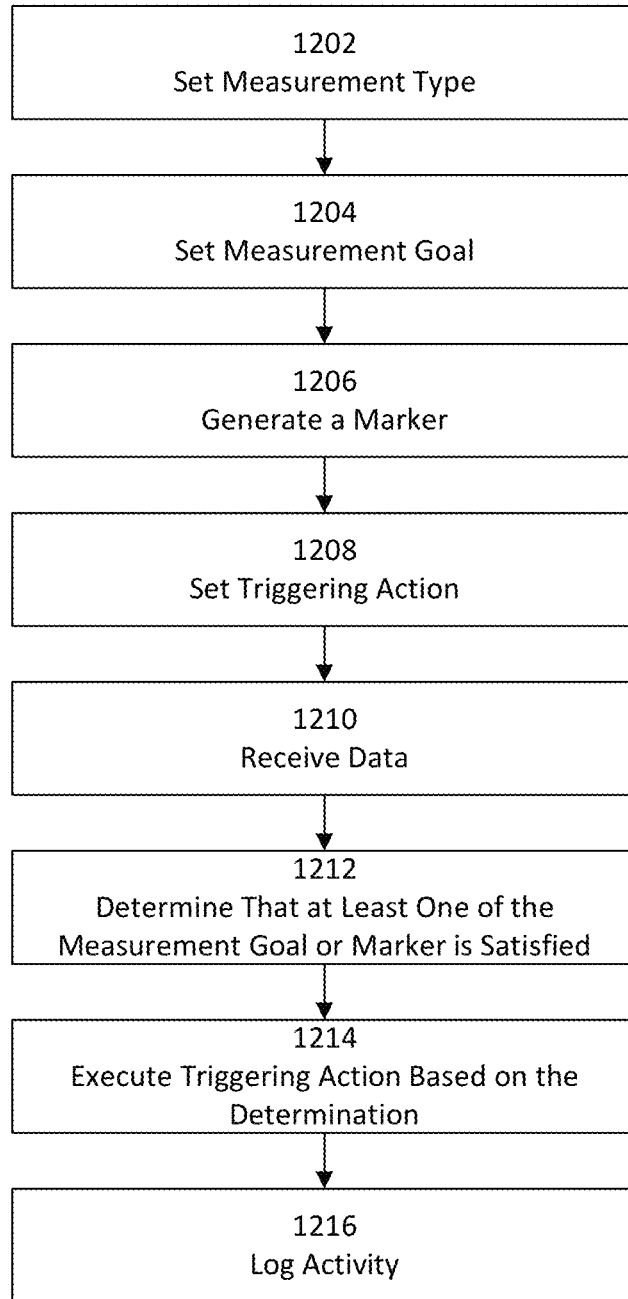 1202
Set Measurement Type
1204
Set Measurement Goal
1206
Generate a Marker
1208
Set Triggering Action
1210
Receive Data
1212
Determine That at Least One of the
Measurement Goal or Marker is Satisfied
1214
Execute Triggering Action Based on the
Determination
1216
Log Activity